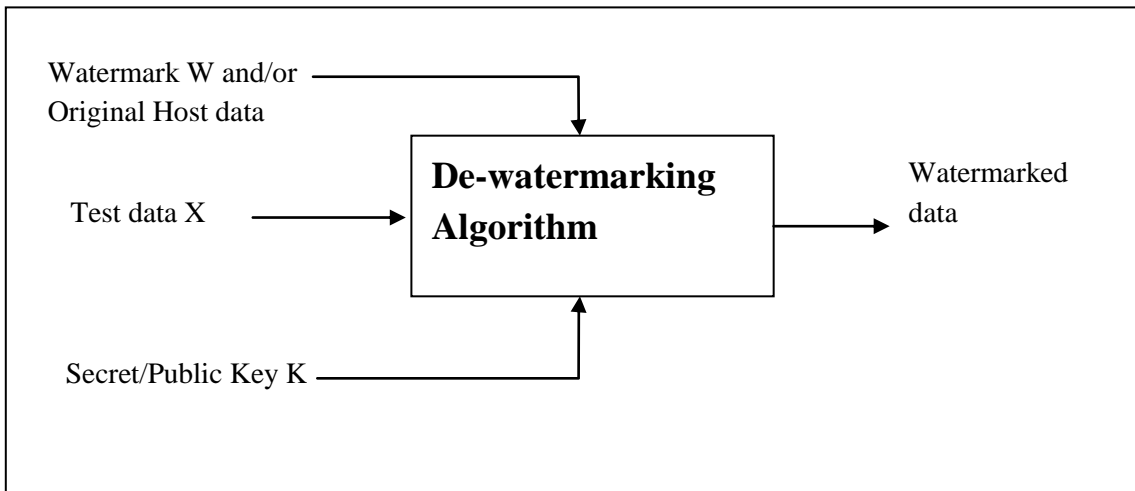 Watermark W and/or
Original Host data
De-watermarking
Algorithm
Watermarked
data
Test data X
Secret/Public Key K